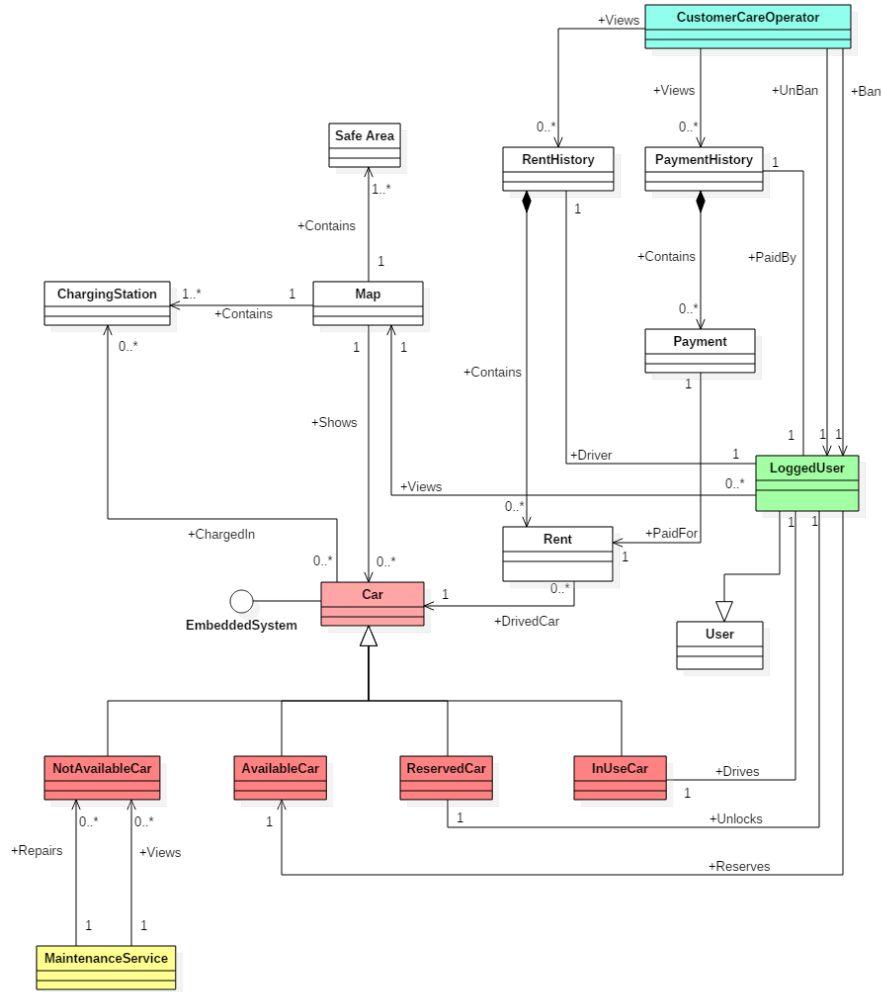 CustomerCareOperator
+Views
+Views
+UnBan
+Ban
0..*
0..*
Safe Area
RentHistory
PaymentHistory
1
1..*
1
+Contains
+Contains
+PaidBy
1
ChargingStation
1..*
1
Map
+Contains
0..*
0..*
Payment
1
1
+Contains
1
+Shows
1
1
1
+Driver
1
LoggedUser
+Views
0..*
0..*
+ChargedIn
Rent
+PaidFor
1
1
1
0..*
0..*
0..*
Car
1
EmbeddedSystem
+DrivedCar
User
NotAvailableCar
AvailableCar
ReservedCar
InUseCar
+Drives
1
0..*
0..*
1
1
+Unlocks
+Repairs
+Views
+Reserves
1
1
MaintenanceService